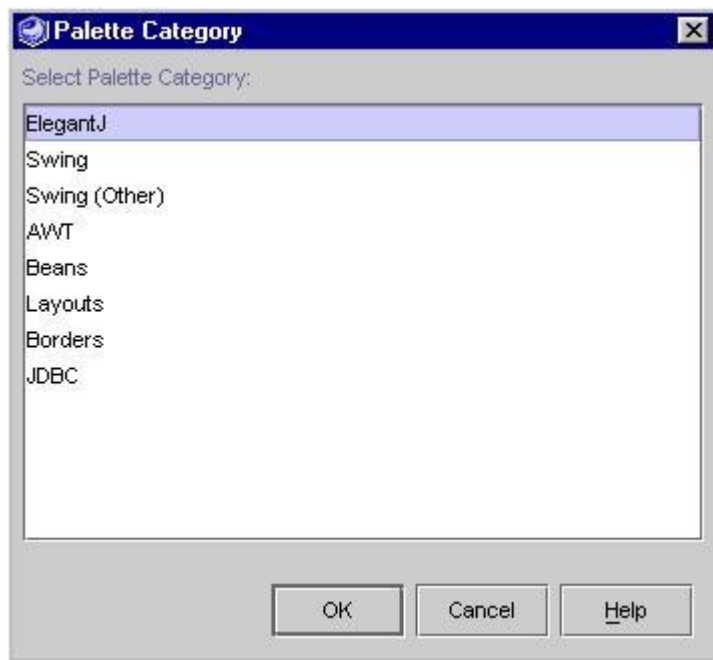 Palette Category
Select Palette Category:
ElegantJ
Swing
Swing (Other)
AWT
Beans
Layouts
Borders
JDBC
OK Cancel Help